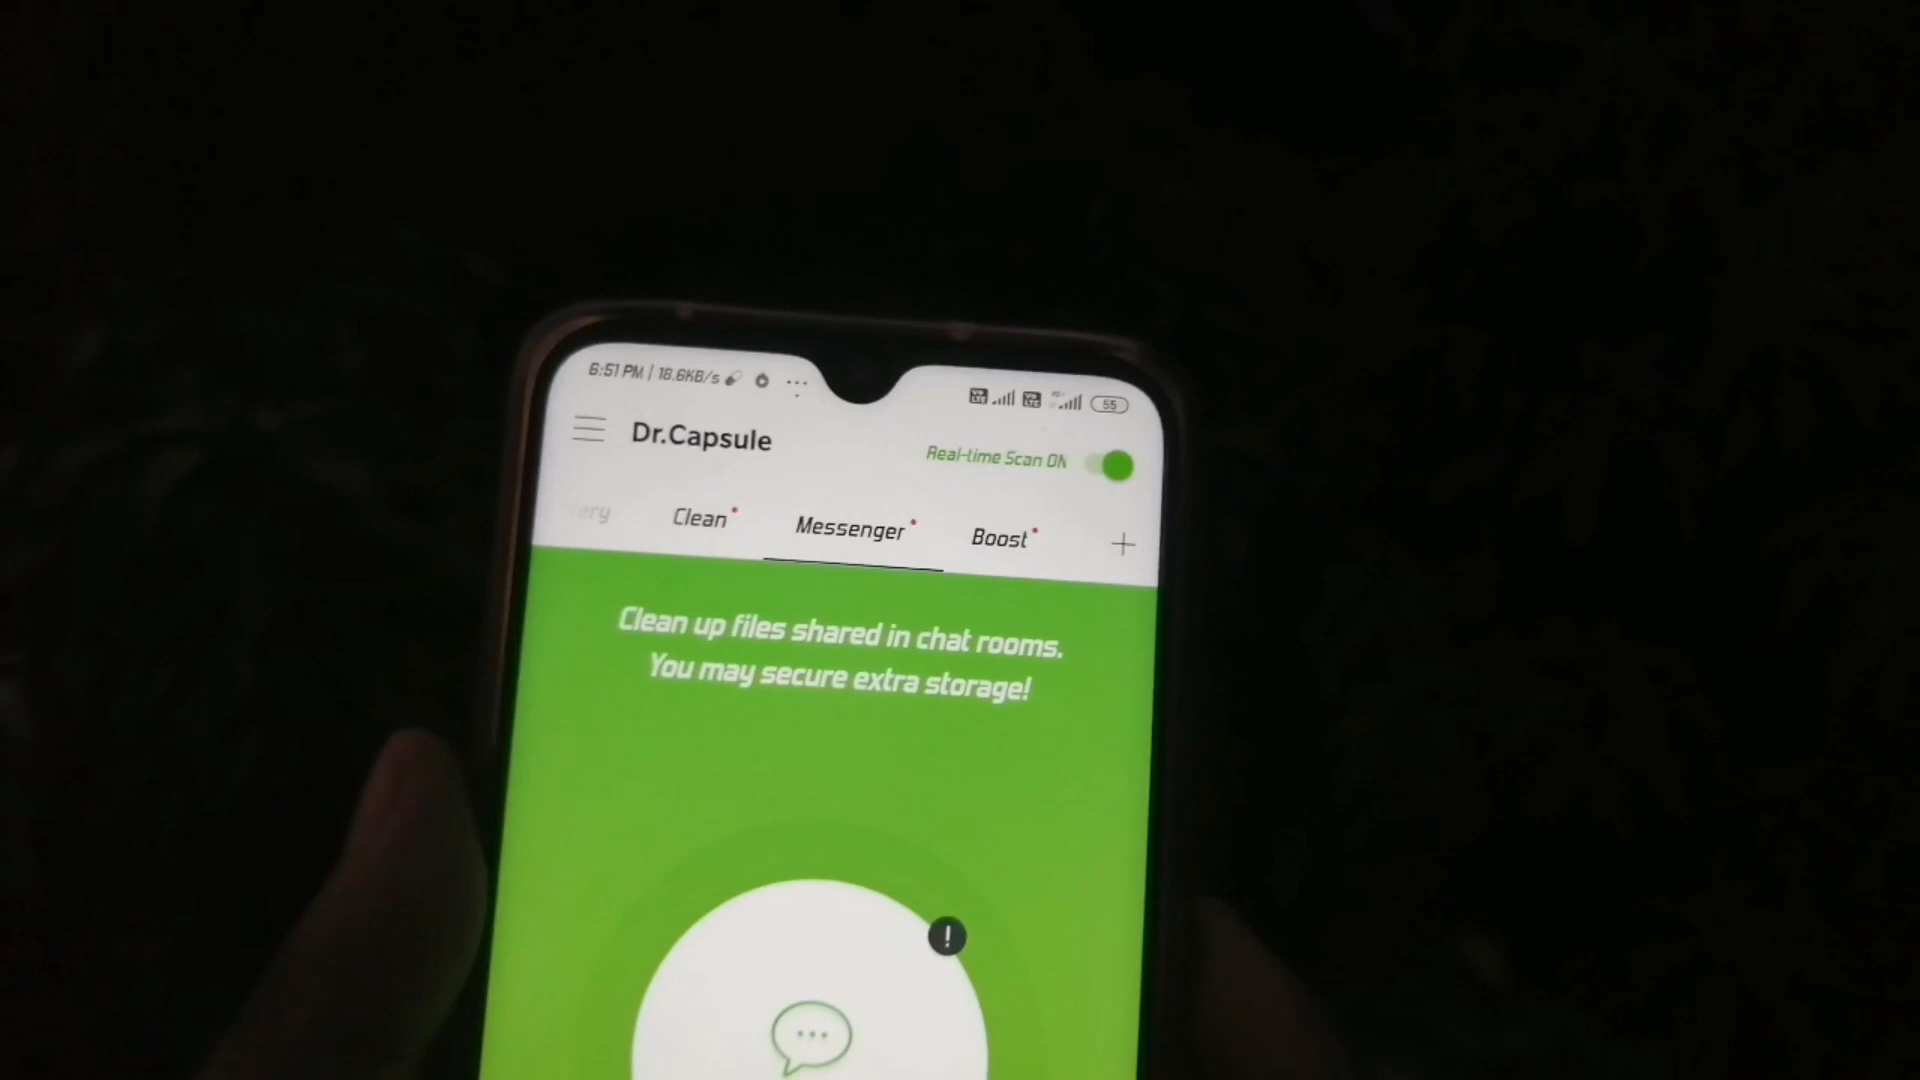 6:51 PM | 18.6KB/s ... 55
Dr.Capsule
Real-time Scan ON
Clean Messenger Boost +
Clean up files shared in chat rooms.
You may secure extra storage!
!